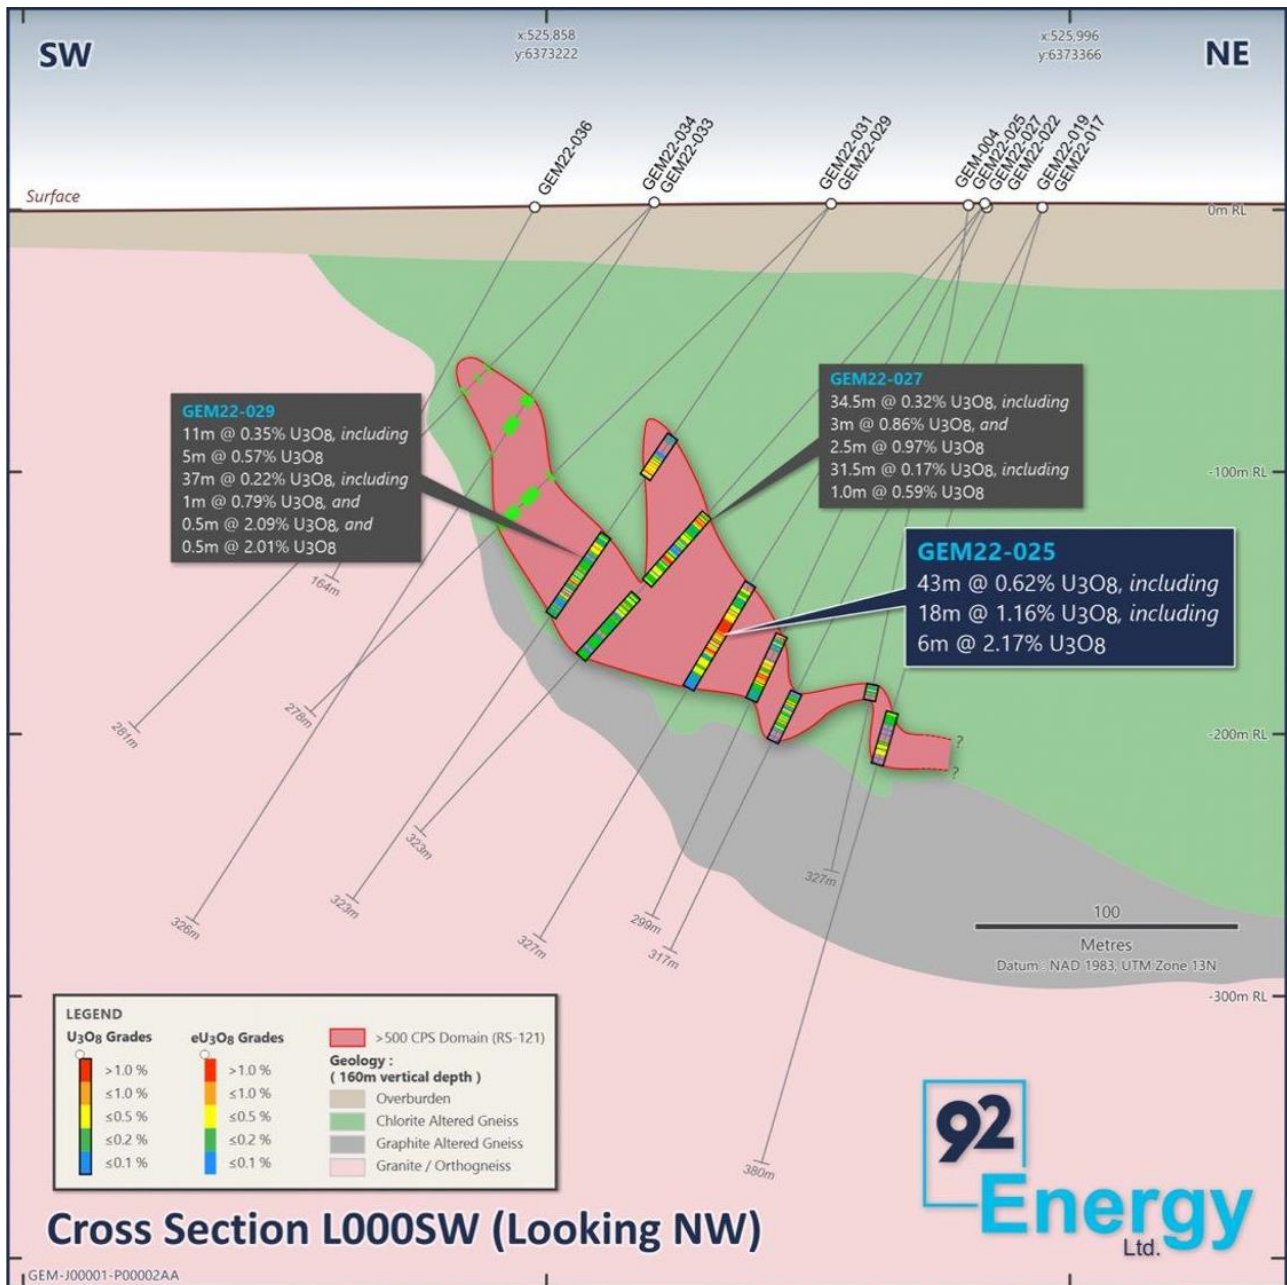 SW
x:525,858
y:6373222
x:525,996
y:6373366
NE
GEM22-036
GEM22-034
GEM22-033
GEM22-031
GEM22-029
GEM-004
GEM22-025
GEM22-027
GEM22-022
GEM22-019
GEM22-017
Surface
0m RL
GEM22-029
11m @ 0.35% U3O8, including
5m @ 0.57% U3O8
37m @ 0.22% U3O8, including
1m @ 0.79% U3O8, and
0.5m @ 2.09% U3O8, and
0.5m @ 2.01% U3O8
GEM22-027
34.5m @ 0.32% U3O8, including
3m @ 0.86% U3O8, and
2.5m @ 0.97% U3O8
31.5m @ 0.17% U3O8, including
1.0m @ 0.59% U3O8
-100m RL
GEM22-025
43m @ 0.62% U3O8, including
18m @ 1.16% U3O8, including
6m @ 2.17% U3O8
164m
281m
278m
-200m RL
?
?
323m
326m
323m
327m
299m
317m
327m
380m
100
Metres
Datum : NAD 1983, UTM Zone 13N
-300m RL
LEGEND
U3O8 Grades
>1.0 %
≤1.0 %
≤0.5 %
≤0.2 %
≤0.1 %
eU3O8 Grades
>1.0 %
≤1.0 %
≤0.5 %
≤0.2 %
≤0.1 %
>500 CPS Domain (RS-121)
Geology :
( 160m vertical depth )
Overburden
Chlorite Altered Gneiss
Graphite Altered Gneiss
Granite / Orthogneiss
92
Energy
Ltd.
Cross Section L000SW (Looking NW)
GEM-J00001-P00002AA